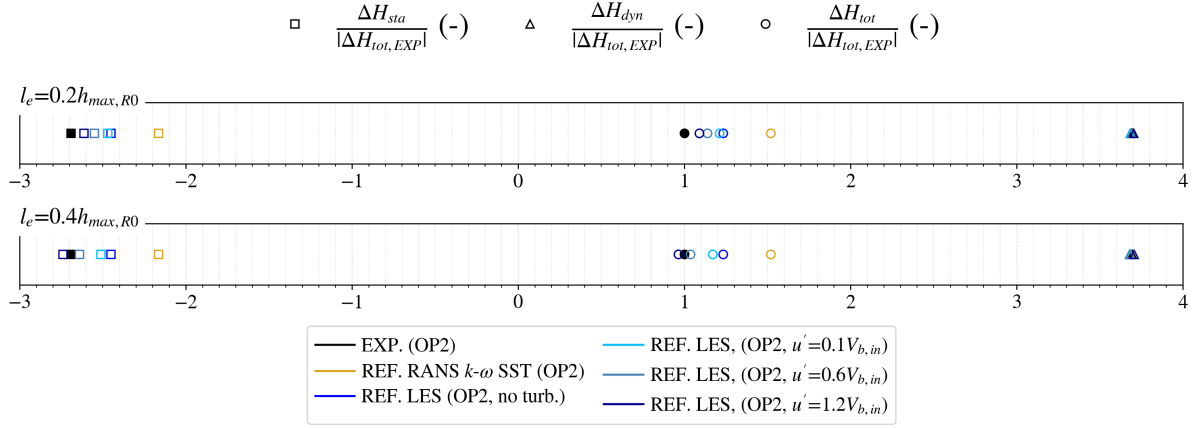 □ ΔH_sta / |ΔH_tot, EXP| (-) △ ΔH_dyn / |ΔH_tot, EXP| (-) ○ ΔH_tot / |ΔH_tot, EXP| (-)
l_e=0.2h_max, R0
−3 −2 −1 0 1 2 3 4
l_e=0.4h_max, R0
−3 −2 −1 0 1 2 3 4
EXP. (OP2)
REF. RANS k-ω SST (OP2)
REF. LES (OP2, no turb.)
REF. LES, (OP2, u′=0.1V_b, in)
REF. LES, (OP2, u′=0.6V_b, in)
REF. LES, (OP2, u′=1.2V_b, in)